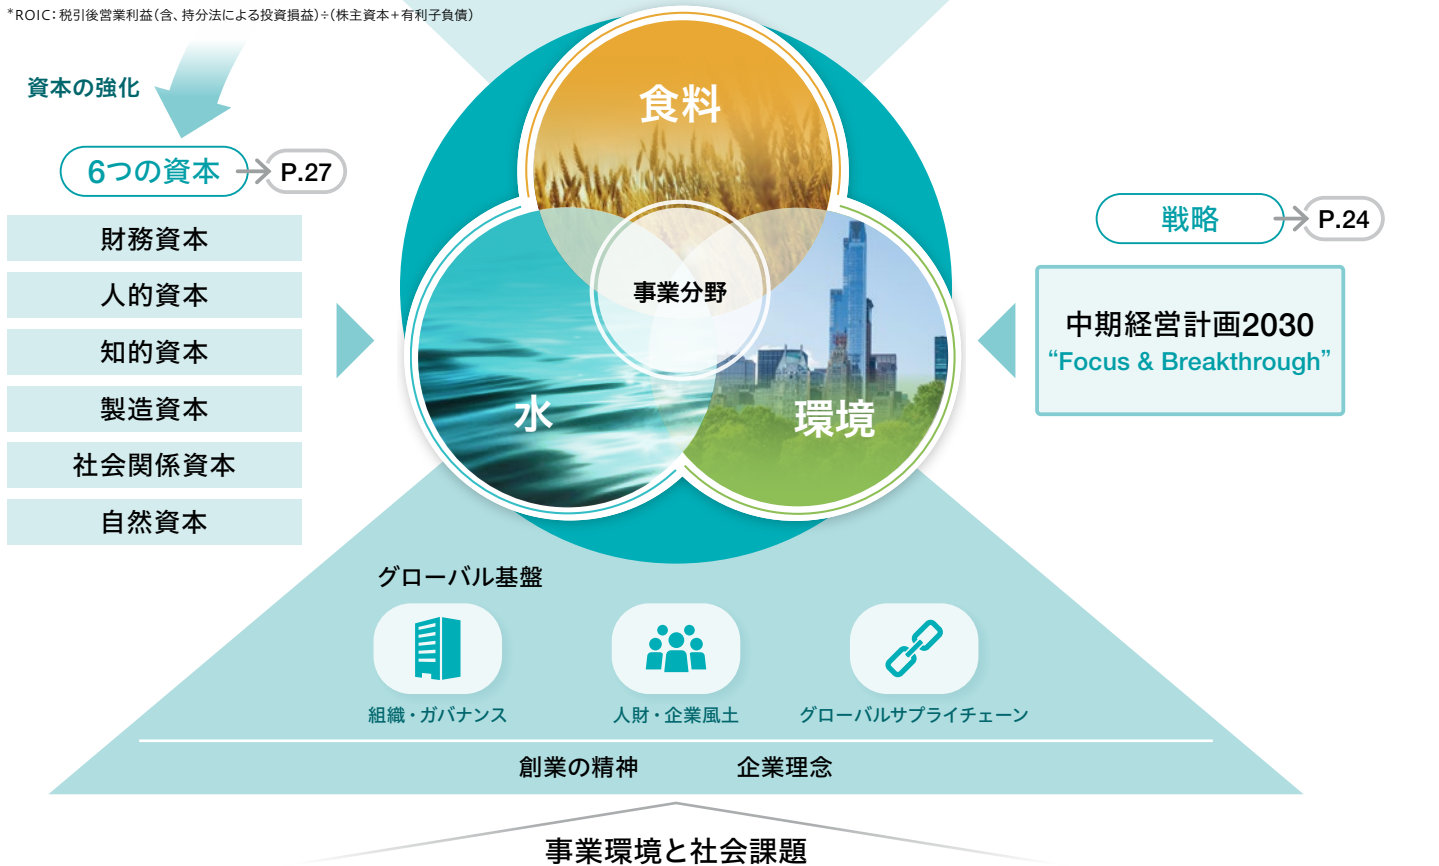 *ROIC：税引後営業利益（含、持分法による投資損益）÷（株主資本＋有利子負債）
資本の強化
6つの資本
P.27
財務資本
人的資本
知的資本
製造資本
社会関係資本
自然資本
食料
事業分野
水
環境
戦略
P.24
中期経営計画2030
“Focus & Breakthrough”
グローバル基盤
組織・ガバナンス
人財・企業風土
グローバルサプライチェーン
創業の精神
企業理念
事業環境と社会課題